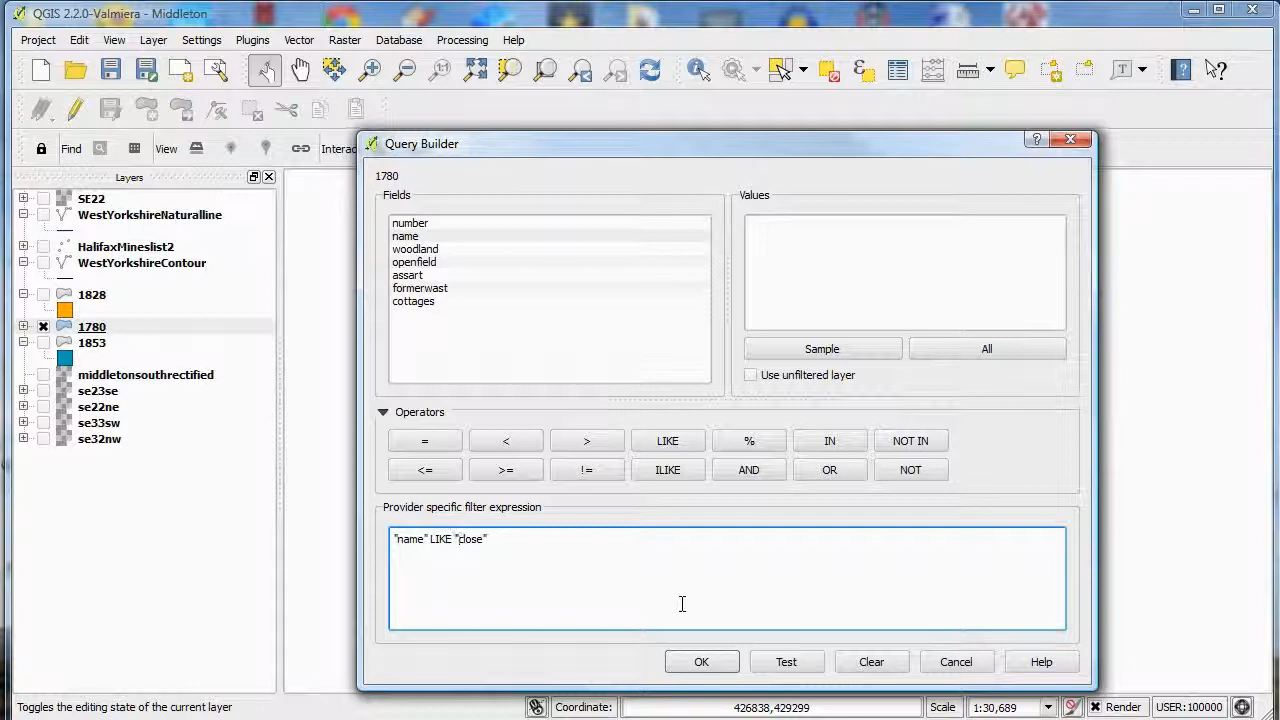 QGIS 2.2.0-Valmiera - Middleton
Project Edit View Layer Settings Plugins Vector Raster Database Processing Help
Find View Interac
Layers
SE22
WestYorkshireNaturalline
HalifaxMineslist2
WestYorkshireContour
1828
1780
1853
middletonsouthrectified
se23se
se22ne
se33sw
se32nw
Query Builder
1780
Fields
number
name
woodland
openfield
assart
formerwast
cottages
Values
Sample All
Use unfiltered layer
Operators
= < > LIKE % IN NOT IN
<= >= != ILIKE AND OR NOT
Provider specific filter expression
"name" LIKE "close"
OK Test Clear Cancel Help
Toggles the editing state of the current layer Coordinate: 426838,429299 Scale 1:30,689 Render USER:100000